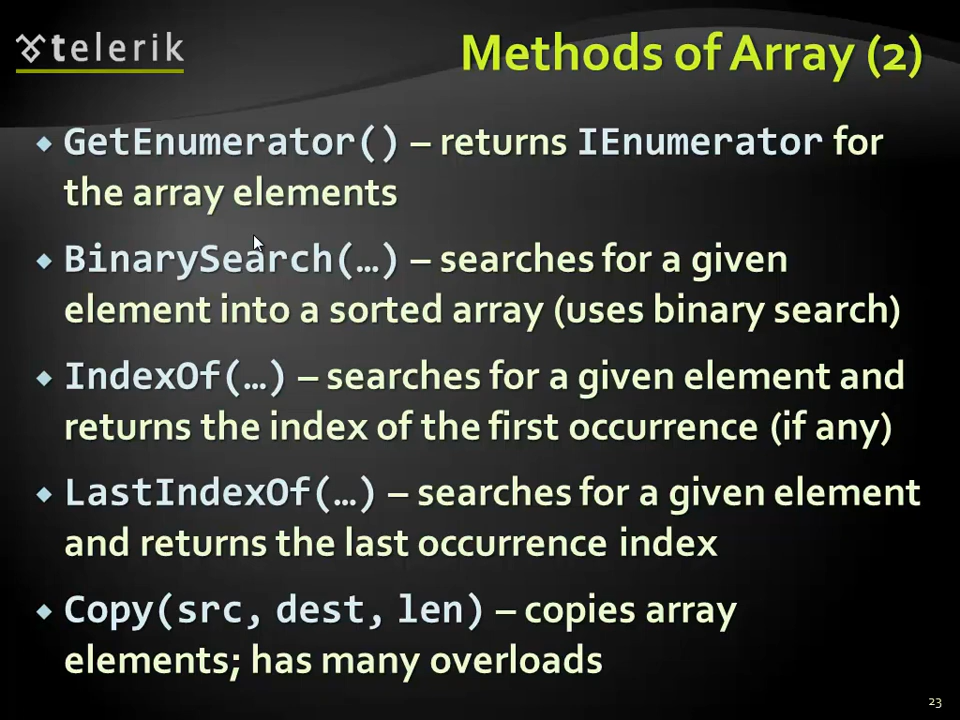 telerik
Methods of Array (2)
GetEnumerator() – returns IEnumerator for
the array elements
BinarySearch(…) – searches for a given
element into a sorted array (uses binary search)
IndexOf(…) – searches for a given element and
returns the index of the first occurrence (if any)
LastIndexOf(…) – searches for a given element
and returns the last occurrence index
Copy(src, dest, len) – copies array
elements; has many overloads
23